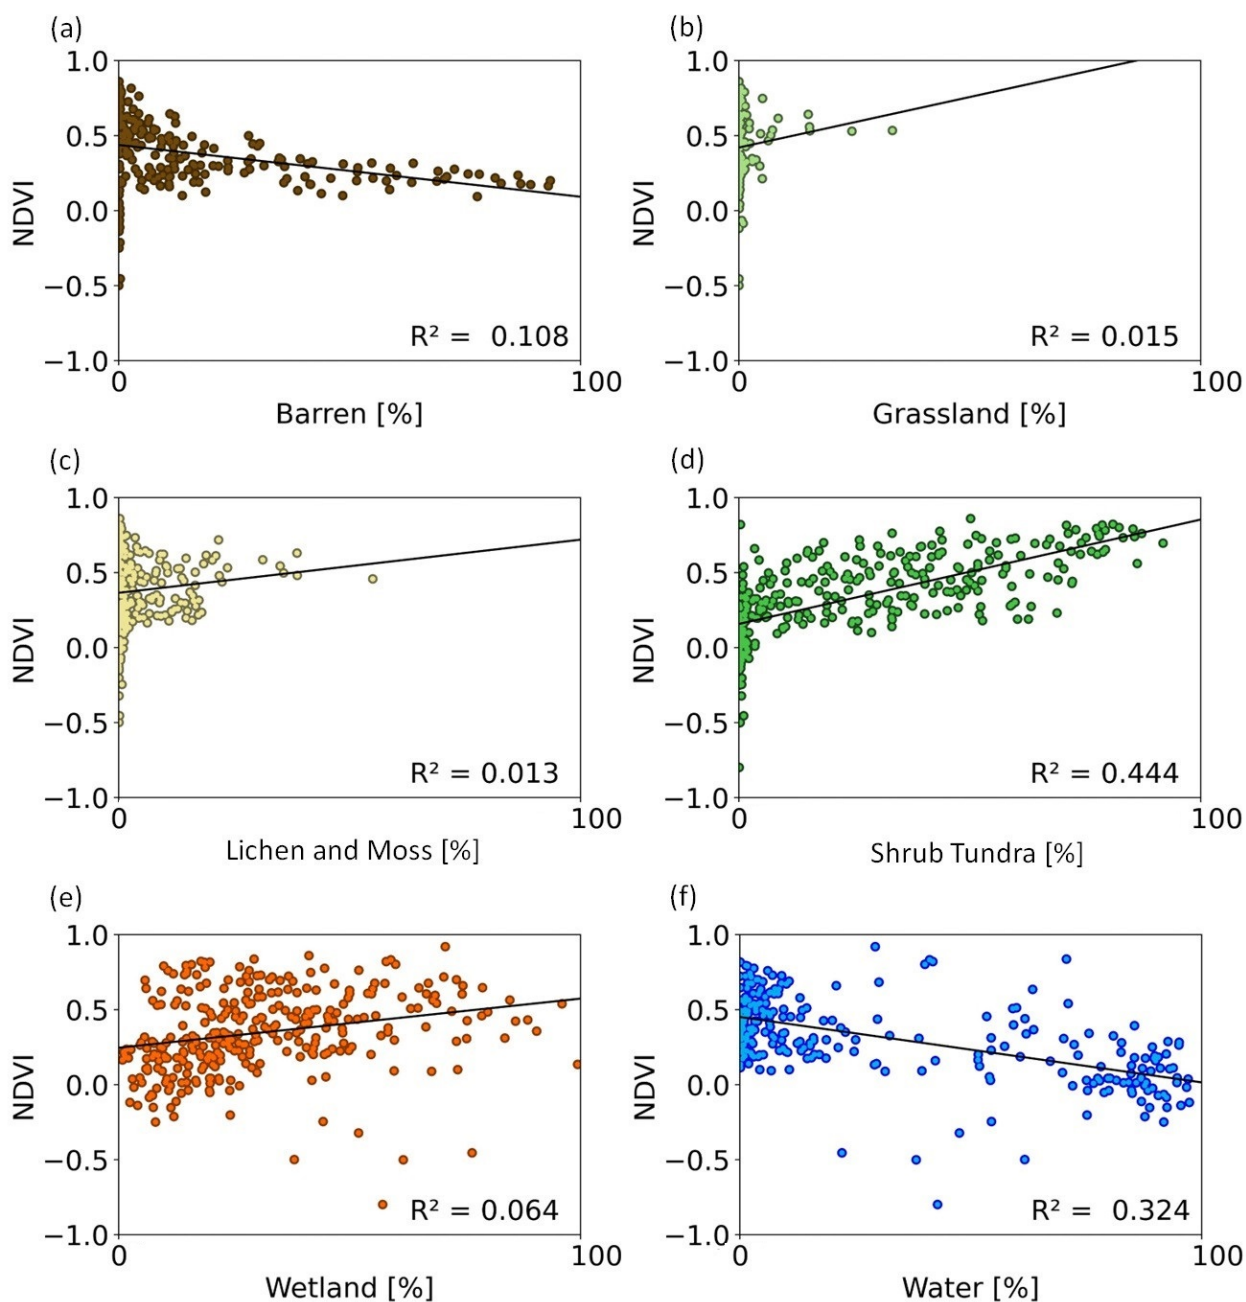 (a)
1.0
0.5
0.0
−0.5
−1.0
NDVI
R² = 0.108
0 100
Barren [%]
(b)
1.0
0.5
0.0
−0.5
−1.0
NDVI
R² = 0.015
0 100
Grassland [%]
(c)
1.0
0.5
0.0
−0.5
−1.0
NDVI
R² = 0.013
0 100
Lichen and Moss [%]
(d)
1.0
0.5
0.0
−0.5
−1.0
NDVI
R² = 0.444
0 100
Shrub Tundra [%]
(e)
1.0
0.5
0.0
−0.5
−1.0
NDVI
R² = 0.064
0 100
Wetland [%]
(f)
1.0
0.5
0.0
−0.5
−1.0
NDVI
R² = 0.324
0 100
Water [%]